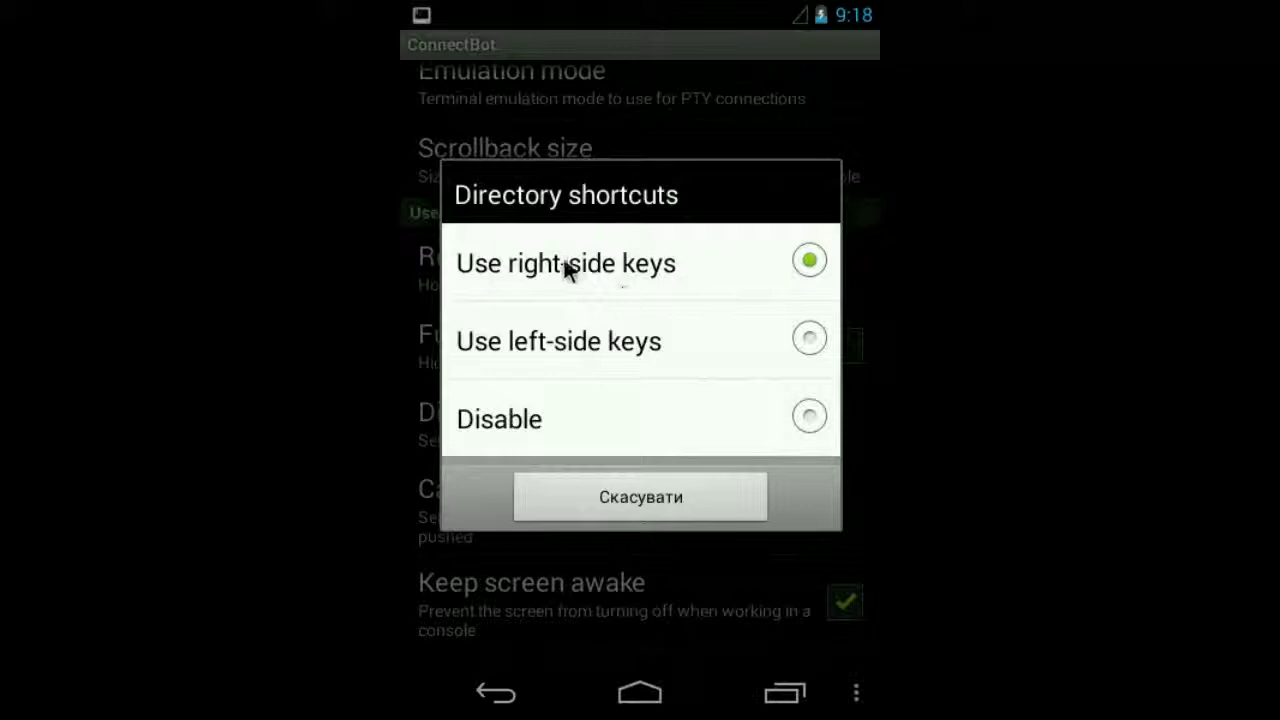 9:18
ConnectBot
Emulation mode
Terminal emulation mode to use for PTY connections
Scrollback size
Directory shortcuts
Use right-side keys
Use left-side keys
Disable
Скасувати
pushed
Keep screen awake
Prevent the screen from turning off when working in a
console